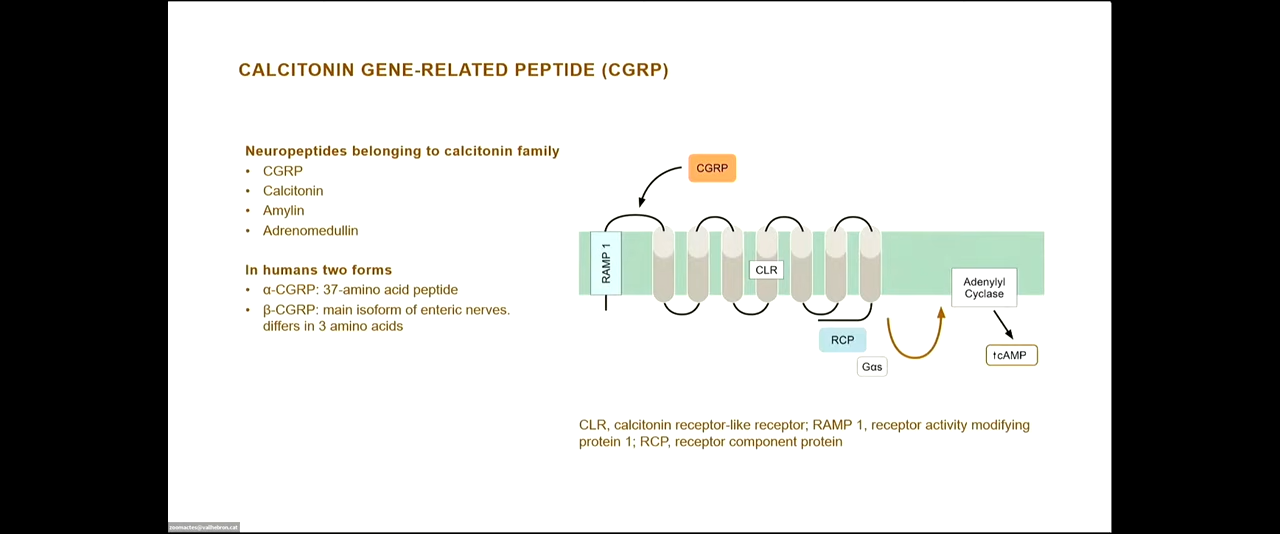 CALCITONIN GENE-RELATED PEPTIDE (CGRP)
Neuropeptides belonging to calcitonin family
• CGRP
• Calcitonin
• Amylin
• Adrenomedullin
In humans two forms
• α-CGRP: 37-amino acid peptide
• β-CGRP: main isoform of enteric nerves.
differs in 3 amino acids
CGRP
RAMP 1
CLR
Adenylyl
Cyclase
RCP
Gαs
↑cAMP
CLR, calcitonin receptor-like receptor; RAMP 1, receptor activity modifying
protein 1; RCP, receptor component protein
zoomactes@vallhebron.cat